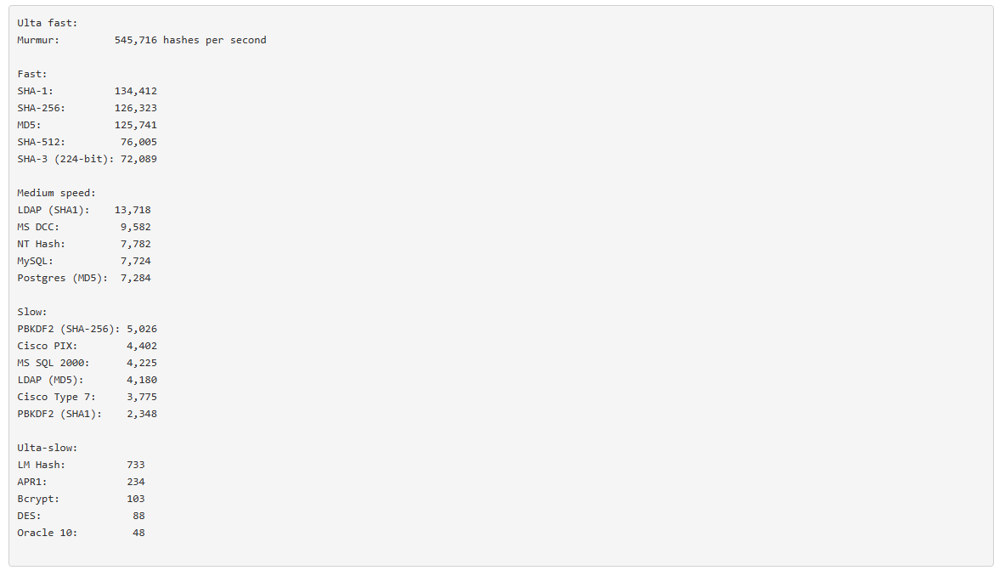 Ulta fast:
Murmur: 545,716 hashes per second
Fast:
SHA-1: 134,412
SHA-256: 126,323
MD5: 125,741
SHA-512: 76,005
SHA-3 (224-bit): 72,089
Medium speed:
LDAP (SHA1): 13,718
MS DCC: 9,582
NT Hash: 7,782
MySQL: 7,724
Postgres (MD5): 7,284
Slow:
PBKDF2 (SHA-256): 5,026
Cisco PIX: 4,402
MS SQL 2000: 4,225
LDAP (MD5): 4,180
Cisco Type 7: 3,775
PBKDF2 (SHA1): 2,348
Ulta-slow:
LM Hash: 733
APR1: 234
Bcrypt: 103
DES: 88
Oracle 10: 48